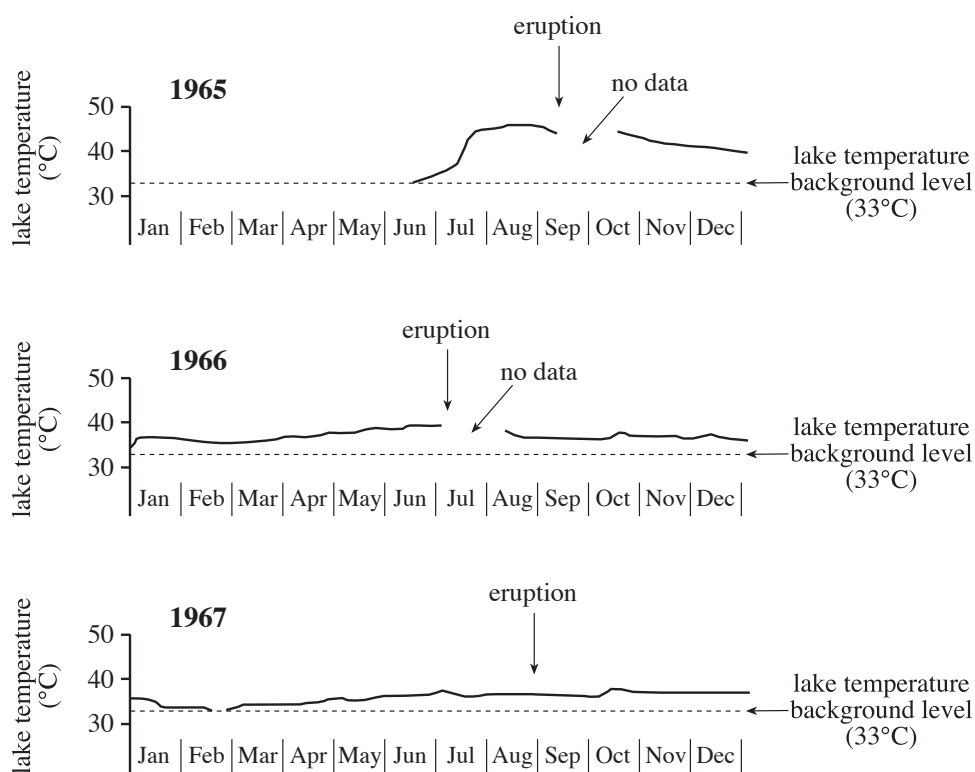 eruption
no data
1965
lake temperature
(°C)
50
40
30
lake temperature
background level
(33°C)
Jan Feb Mar Apr May Jun Jul Aug Sep Oct Nov Dec
eruption
no data
1966
lake temperature
(°C)
50
40
30
lake temperature
background level
(33°C)
Jan Feb Mar Apr May Jun Jul Aug Sep Oct Nov Dec
eruption
1967
lake temperature
(°C)
50
40
30
lake temperature
background level
(33°C)
Jan Feb Mar Apr May Jun Jul Aug Sep Oct Nov Dec